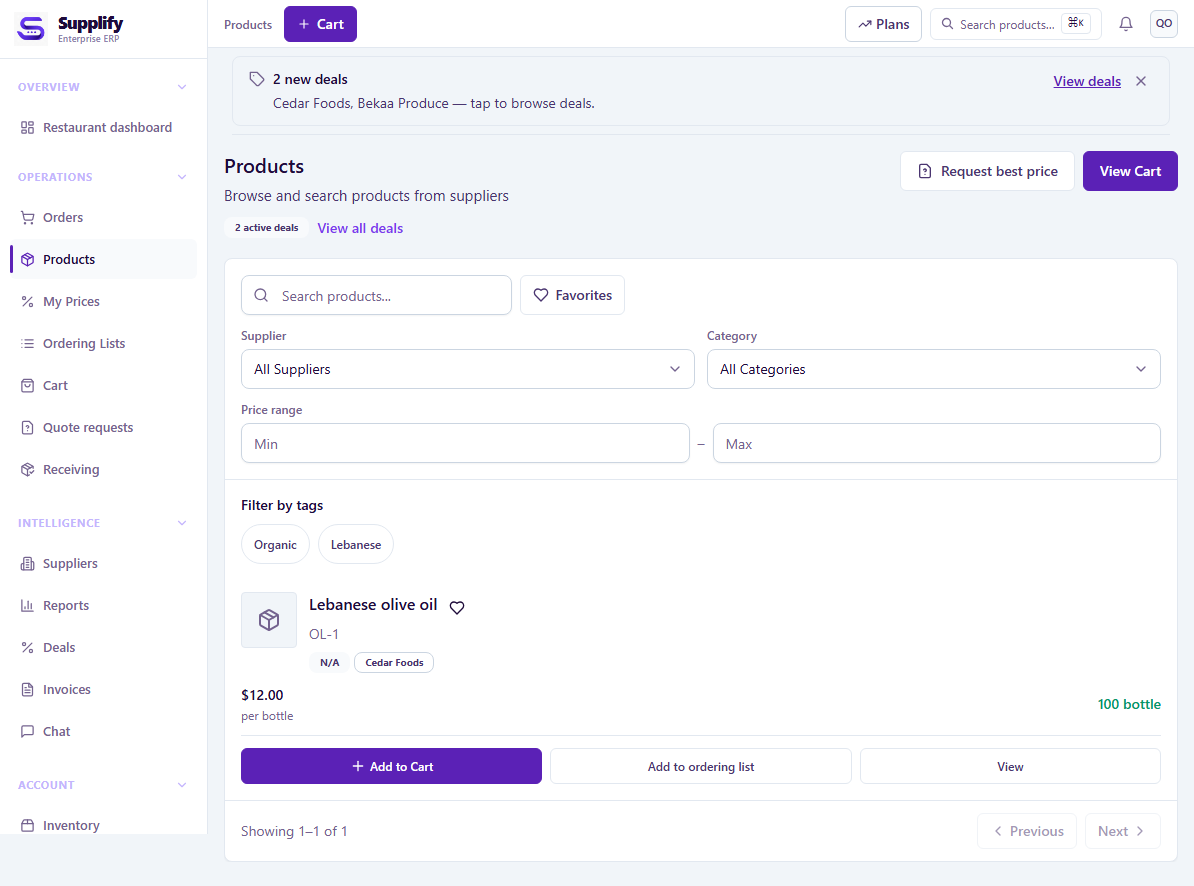 Supplify
Enterprise ERP
Products
+ Cart
Plans
Search products...
⌘K
QO
OVERVIEW
Restaurant dashboard
OPERATIONS
Orders
Products
My Prices
Ordering Lists
Cart
Quote requests
Receiving
INTELLIGENCE
Suppliers
Reports
Deals
Invoices
Chat
ACCOUNT
Inventory
2 new deals
Cedar Foods, Bekaa Produce — tap to browse deals.
View deals
Products
Browse and search products from suppliers
2 active deals
View all deals
Request best price
View Cart
Search products...
Favorites
Supplier
All Suppliers
Category
All Categories
Price range
Min
–
Max
Filter by tags
Organic
Lebanese
Lebanese olive oil
OL-1
N/A
Cedar Foods
$12.00
per bottle
100 bottle
+ Add to Cart
Add to ordering list
View
Showing 1–1 of 1
Previous
Next